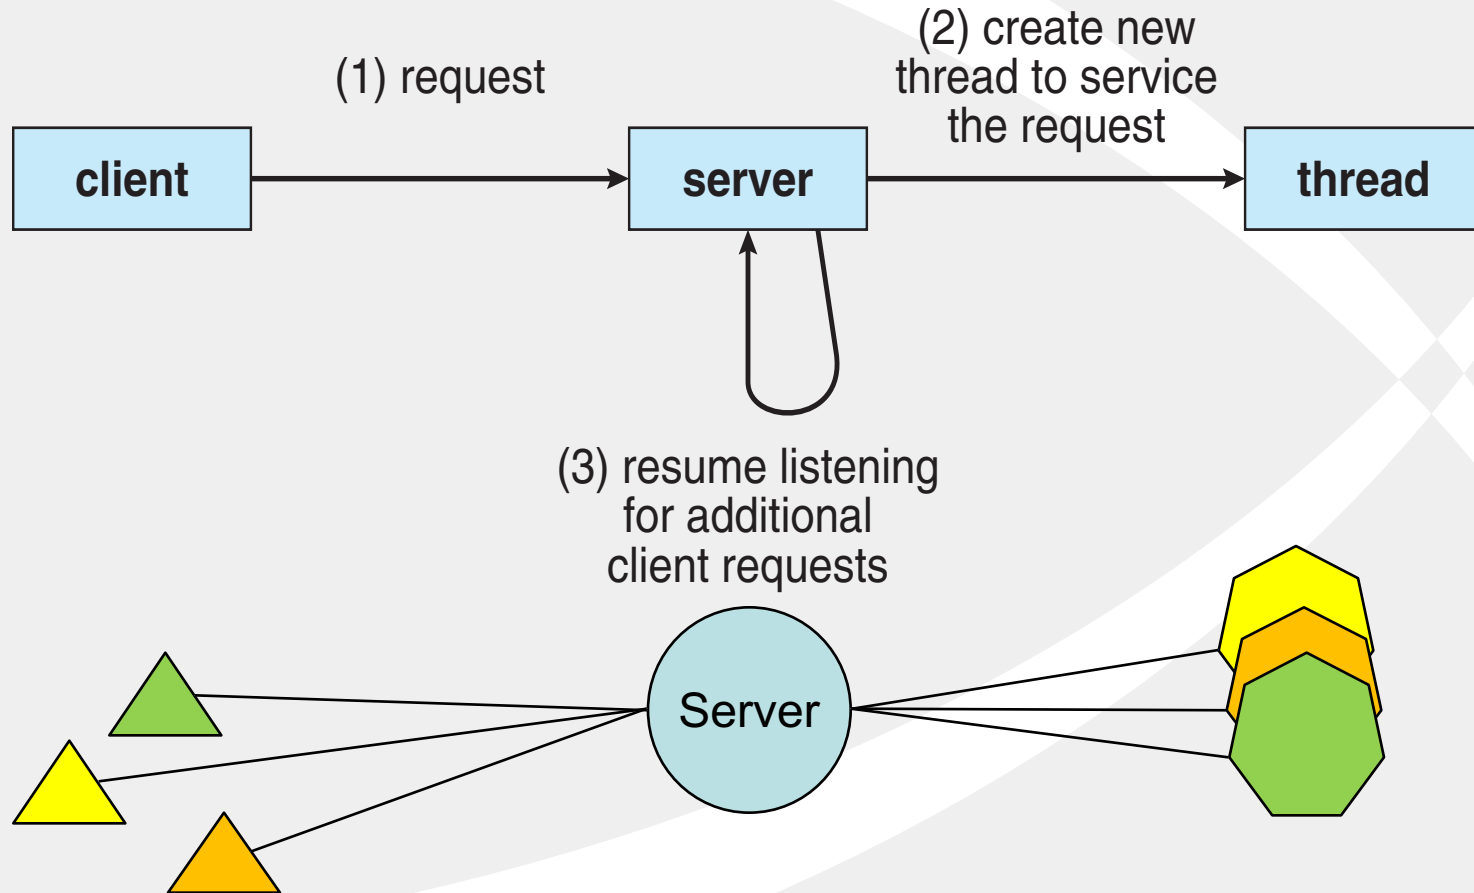 (1) request
(2) create new
thread to service
the request
client
server
thread
(3) resume listening
for additional
client requests
Server